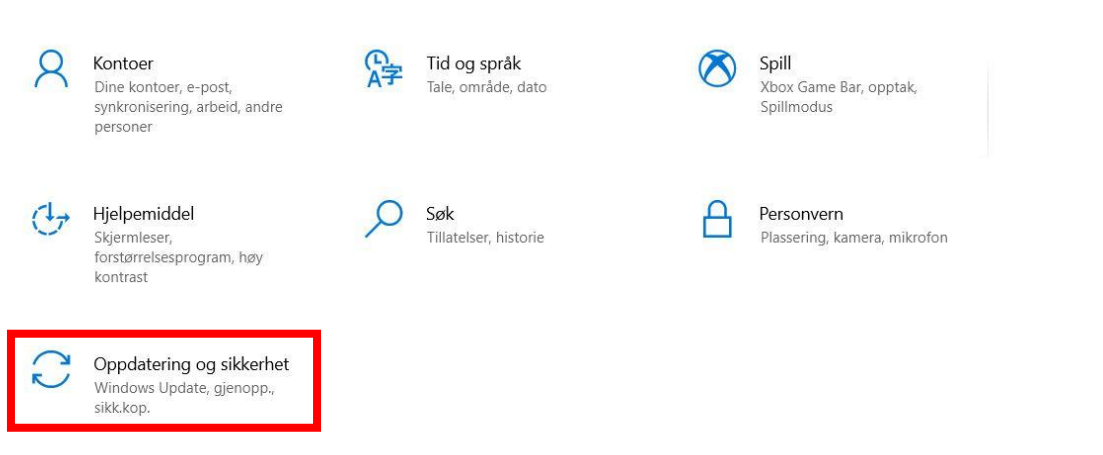 Kontoer
Dine kontoer, e-post,
synkronisering, arbeid, andre
personer
Tid og språk
Tale, område, dato
Spill
Xbox Game Bar, opptak,
Spillmodus
Hjelpemiddel
Skjermleser,
forstørrelsesprogram, høy
kontrast
Søk
Tillatelser, historie
Personvern
Plassering, kamera, mikrofon
Oppdatering og sikkerhet
Windows Update, gjenopp.,
sikk.kop.